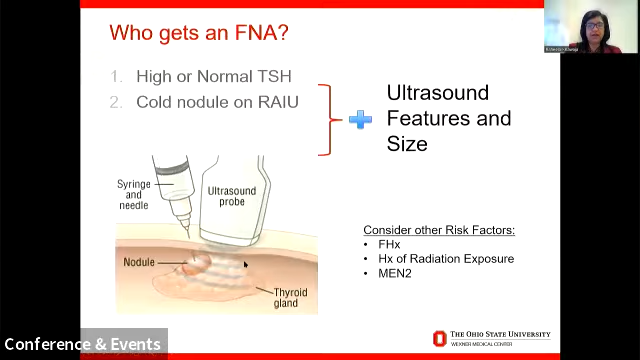 Who gets an FNA?
1. High or Normal TSH
2. Cold nodule on RAIU
Ultrasound
Features and
Size
Syringe
and
needle
Ultrasound
probe
Nodule
Thyroid
gland
Consider other Risk Factors:
• FHx
• Hx of Radiation Exposure
• MEN2
THE OHIO STATE UNIVERSITY
WEXNER MEDICAL CENTER
Conference & Events